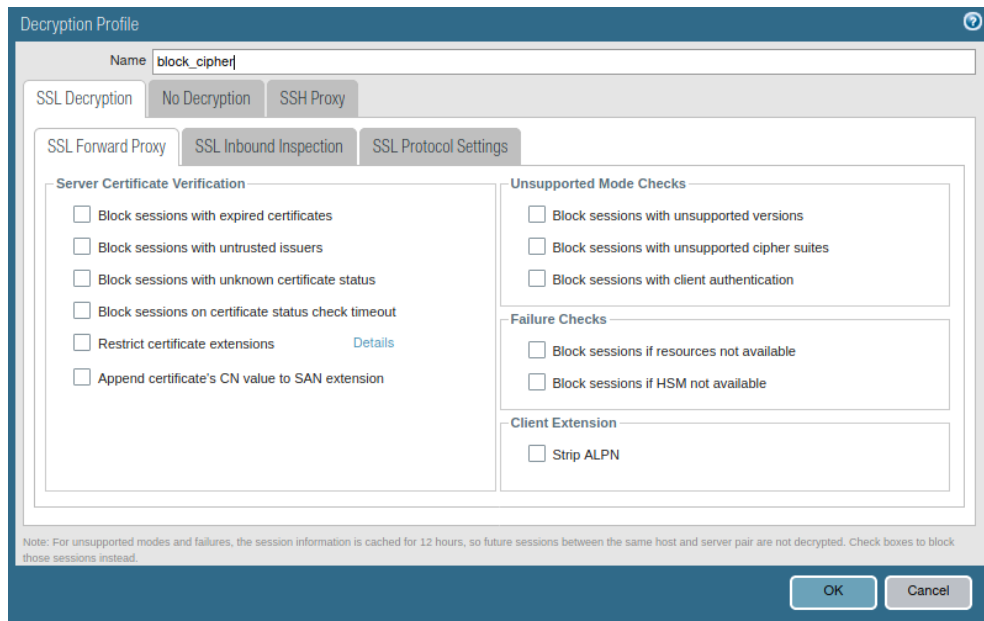 Decryption Profile
Name block_cipher
SSL Decryption No Decryption SSH Proxy
SSL Forward Proxy SSL Inbound Inspection SSL Protocol Settings
Server Certificate Verification
Block sessions with expired certificates
Block sessions with untrusted issuers
Block sessions with unknown certificate status
Block sessions on certificate status check timeout
Restrict certificate extensions Details
Append certificate's CN value to SAN extension
Unsupported Mode Checks
Block sessions with unsupported versions
Block sessions with unsupported cipher suites
Block sessions with client authentication
Failure Checks
Block sessions if resources not available
Block sessions if HSM not available
Client Extension
Strip ALPN
Note: For unsupported modes and failures, the session information is cached for 12 hours, so future sessions between the same host and server pair are not decrypted. Check boxes to block
those sessions instead.
OK Cancel